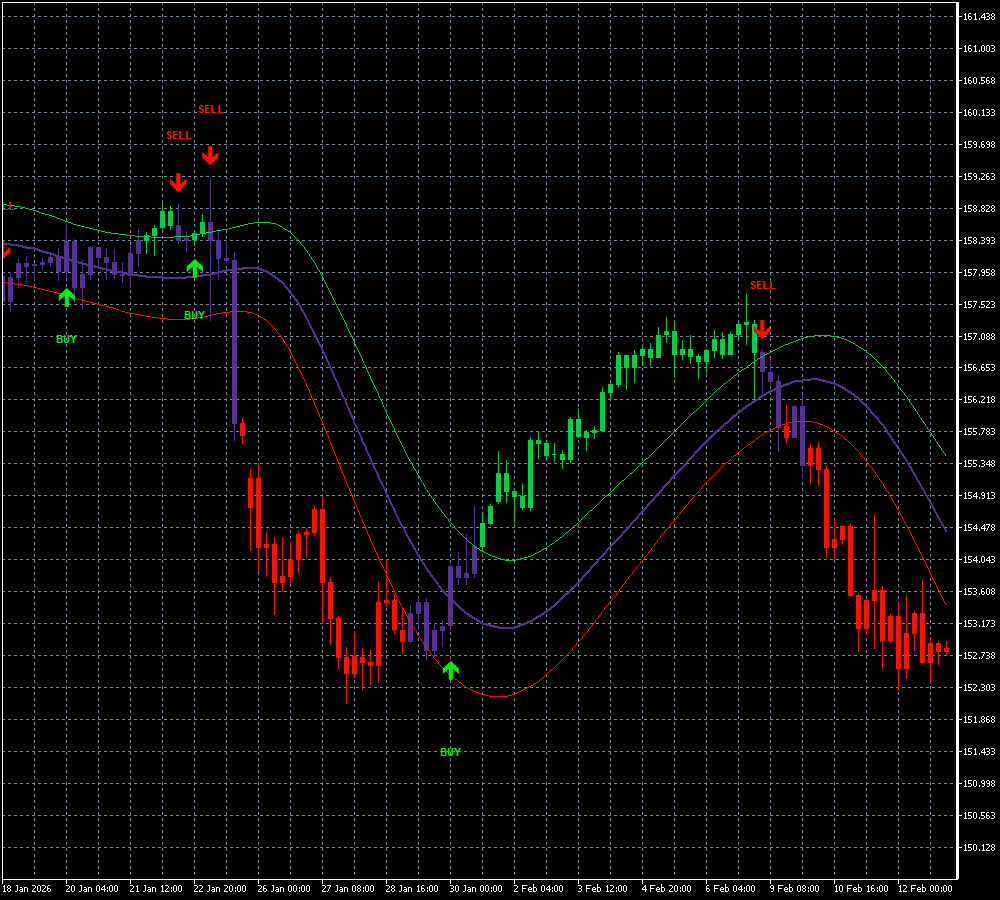 161.438
161.003
160.568
160.133
159.698
159.263
158.828
158.393
157.958
157.523
157.088
156.653
156.218
155.783
155.348
154.913
154.478
154.043
153.608
153.173
152.738
152.303
151.868
151.433
150.998
150.563
150.128
SELL
SELL
BUY
BUY
SELL
BUY
18 Jan 2026
20 Jan 04:00
21 Jan 12:00
22 Jan 20:00
26 Jan 00:00
27 Jan 08:00
28 Jan 16:00
30 Jan 00:00
2 Feb 04:00
3 Feb 12:00
4 Feb 20:00
6 Feb 04:00
9 Feb 08:00
10 Feb 16:00
12 Feb 00:00